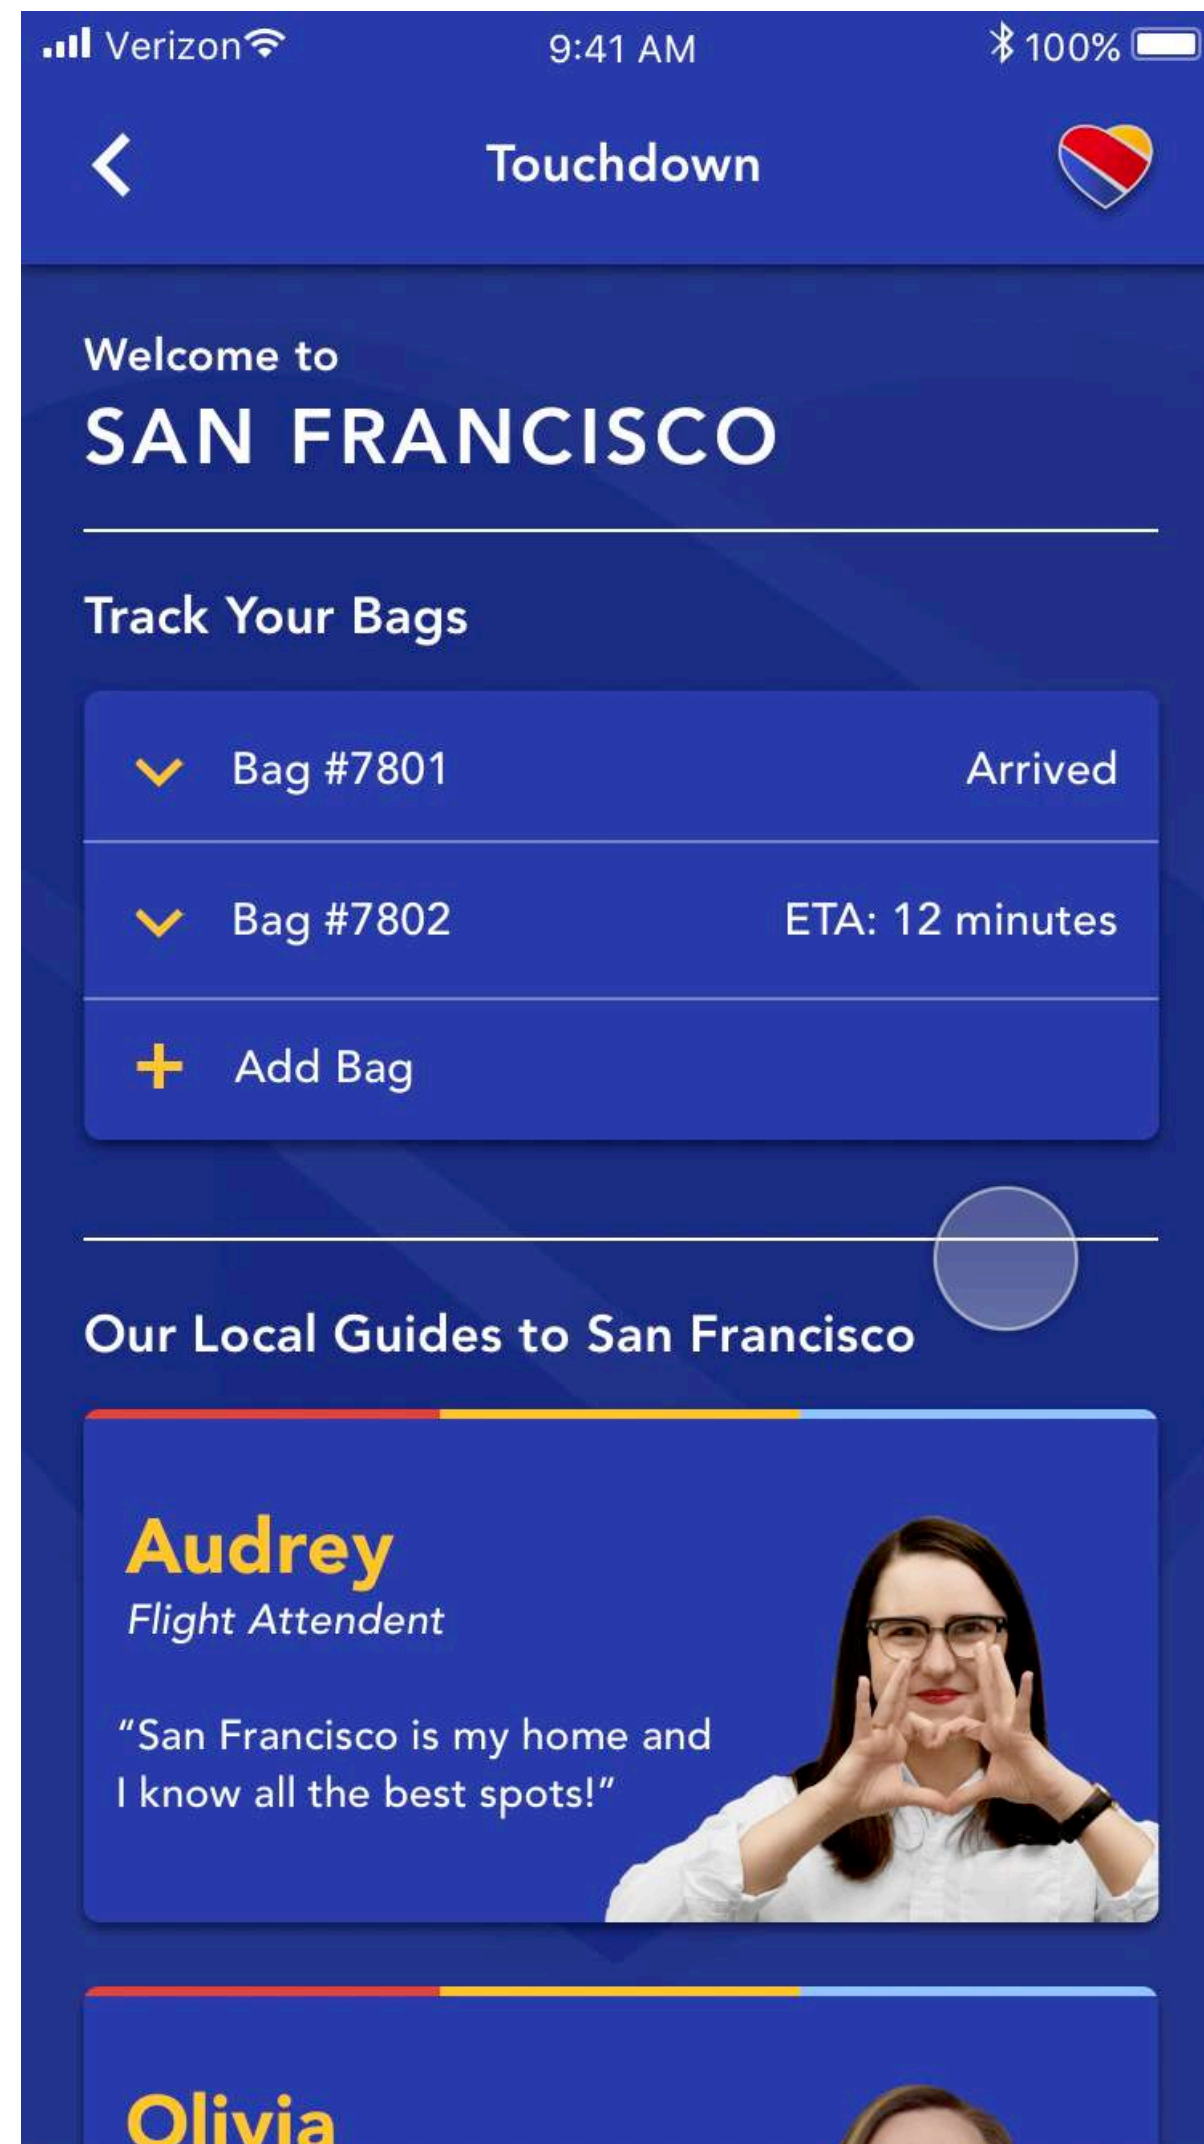 Verizon 9:41 AM 100%
Touchdown
Welcome to
SAN FRANCISCO
Track Your Bags
Bag #7801 Arrived
Bag #7802 ETA: 12 minutes
Add Bag
Our Local Guides to San Francisco
Audrey
Flight Attendent
“San Francisco is my home and
I know all the best spots!”
Olivia